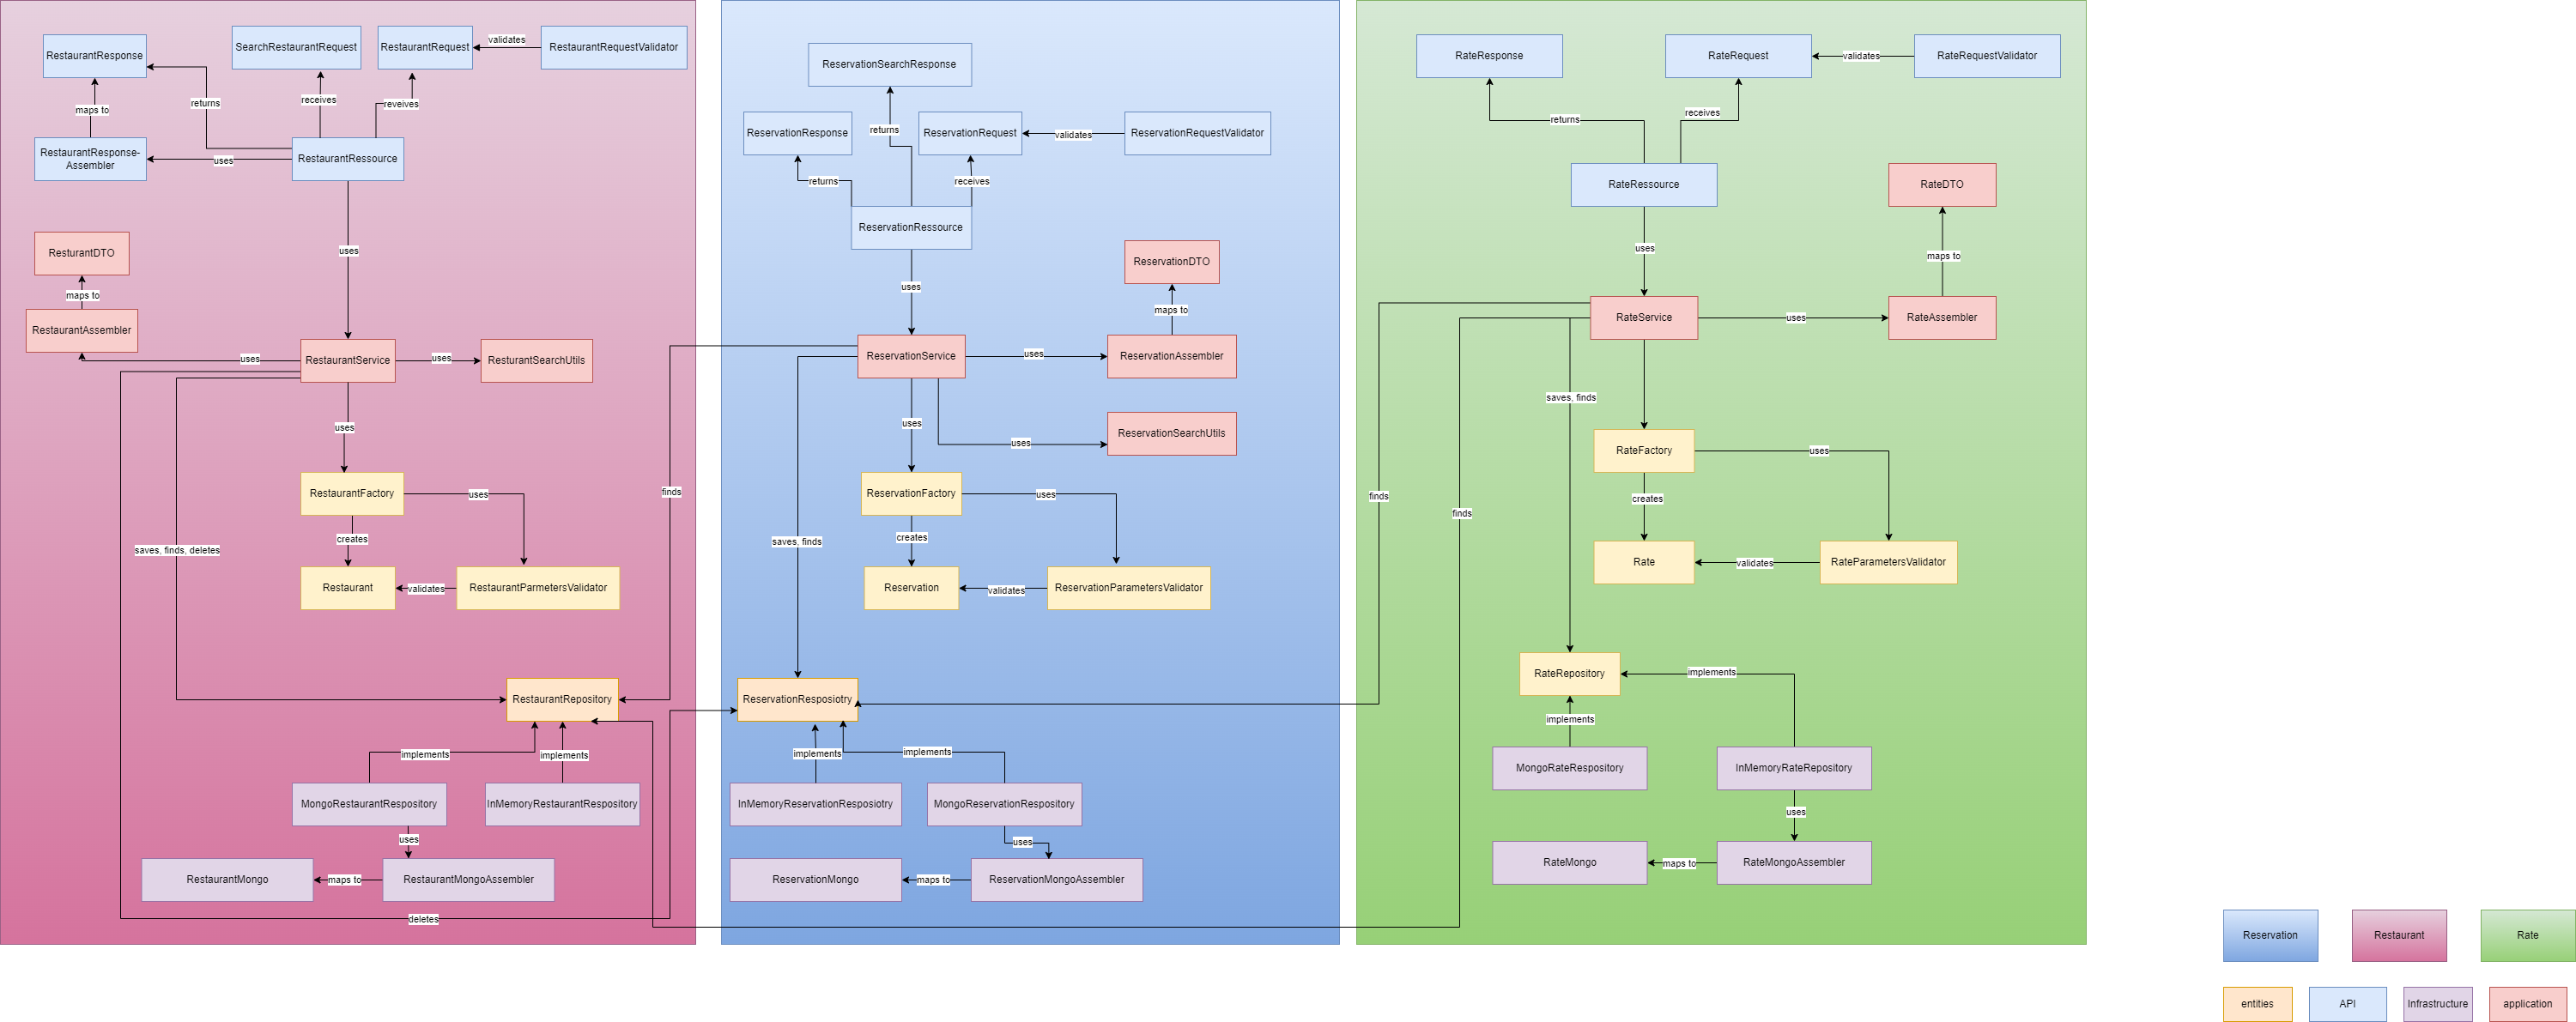 RestaurantResponse
SearchRestaurantRequest
RestaurantRequest
validates
RestaurantRequestValidator
returns
receives
reveives
maps to
RestaurantResponse-
Assembler
uses
RestaurantRessource
uses
ResturantDTO
maps to
RestaurantAssembler
uses
RestaurantService
uses
ResturantSearchUtils
uses
RestaurantFactory
uses
creates
saves, finds, deletes
Restaurant
validates
RestaurantParmetersValidator
finds
RestaurantRepository
implements
implements
MongoRestaurantRespository
InMemoryRestaurantRespository
uses
RestaurantMongo
maps to
RestaurantMongoAssembler
deletes
ReservationSearchResponse
ReservationResponse
returns
ReservationRequest
validates
ReservationRequestValidator
returns
receives
ReservationRessource
uses
ReservationDTO
maps to
ReservationService
uses
ReservationAssembler
uses
uses
ReservationSearchUtils
ReservationFactory
uses
creates
saves, finds
Reservation
validates
ReservationParametersValidator
ReservationResposiotry
implements
implements
InMemoryReservationResposiotry
MongoReservationRespository
uses
ReservationMongo
maps to
ReservationMongoAssembler
RateResponse
RateRequest
validates
RateRequestValidator
returns
receives
RateRessource
RateDTO
uses
maps to
RateService
uses
RateAssembler
saves, finds
RateFactory
uses
finds
finds
creates
Rate
validates
RateParametersValidator
RateRepository
implements
implements
MongoRateRespository
InMemoryRateRepository
uses
RateMongo
maps to
RateMongoAssembler
Reservation
Restaurant
Rate
entities
API
Infrastructure
application